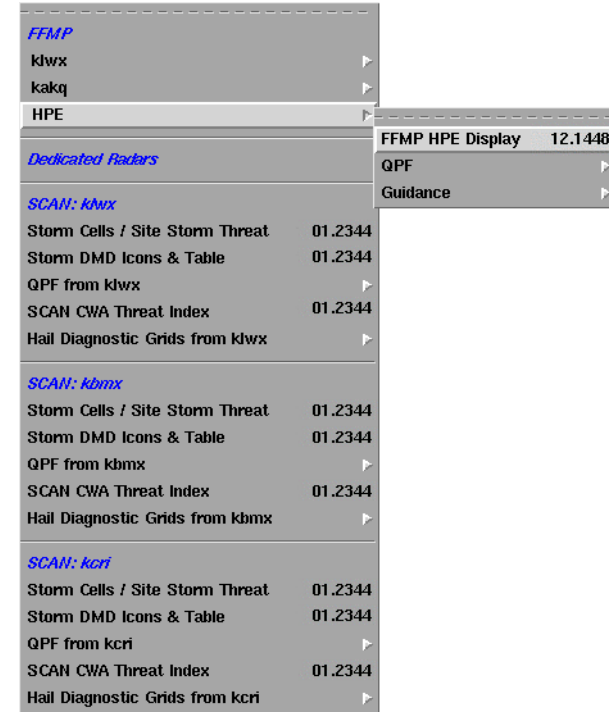 FFMP
klwx
kakq
HPE
FFMP HPE Display 12.1448
QPF
Guidance
Dedicated Radars
SCAN: klwx
Storm Cells / Site Storm Threat 01.2344
Storm DMD Icons & Table 01.2344
QPF from klwx
SCAN CWA Threat Index 01.2344
Hail Diagnostic Grids from klwx
SCAN: kbmx
Storm Cells / Site Storm Threat 01.2344
Storm DMD Icons & Table 01.2344
QPF from kbmx
SCAN CWA Threat Index 01.2344
Hail Diagnostic Grids from kbmx
SCAN: kcri
Storm Cells / Site Storm Threat 01.2344
Storm DMD Icons & Table 01.2344
QPF from kcri
SCAN CWA Threat Index 01.2344
Hail Diagnostic Grids from kcri